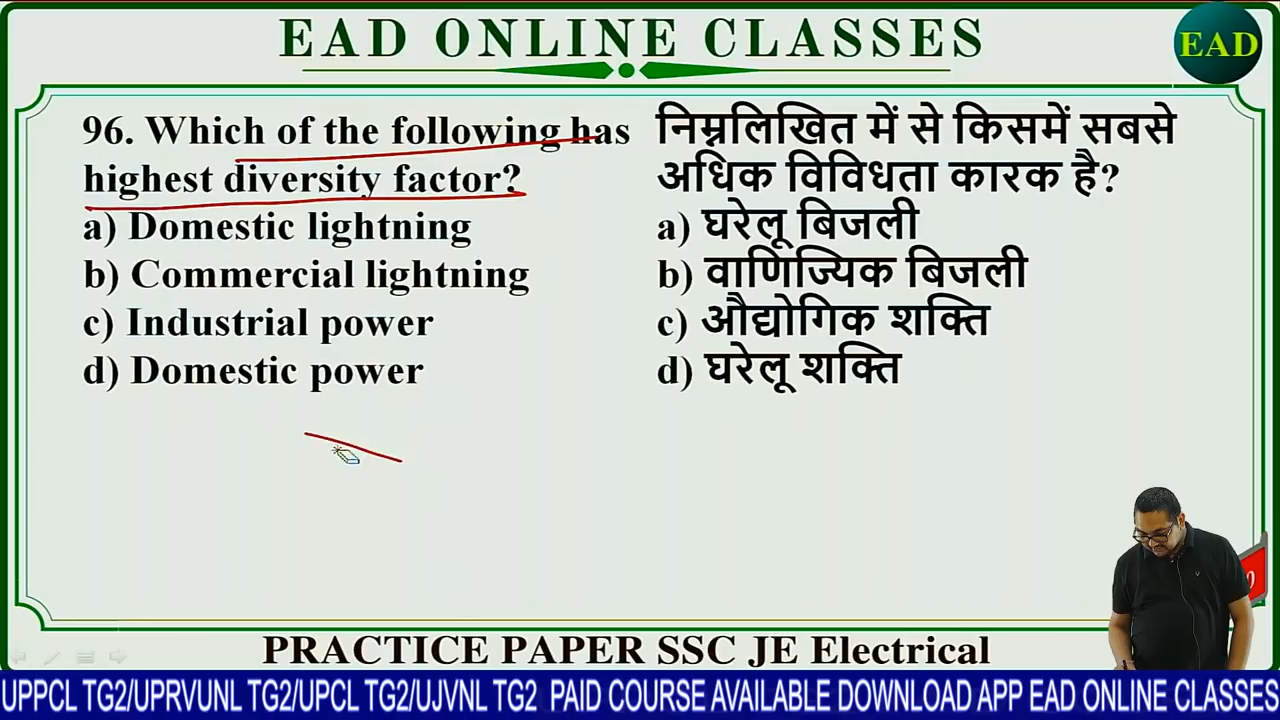 EAD ONLINE CLASSES
EAD
96. Which of the following has
highest diversity factor?
a) Domestic lightning
b) Commercial lightning
c) Industrial power
d) Domestic power
निम्नलिखित में से किसमें सबसे
अधिक विविधता कारक है?
a) घरेलू बिजली
b) वाणिज्यिक बिजली
c) औद्योगिक शक्ति
d) घरेलू शक्ति
PRACTICE PAPER SSC JE Electrical
UPPCL TG2/UPRVUNL TG2/UPCL TG2/UJVNL TG2 PAID COURSE AVAILABLE DOWNLOAD APP EAD ONLINE CLASSES